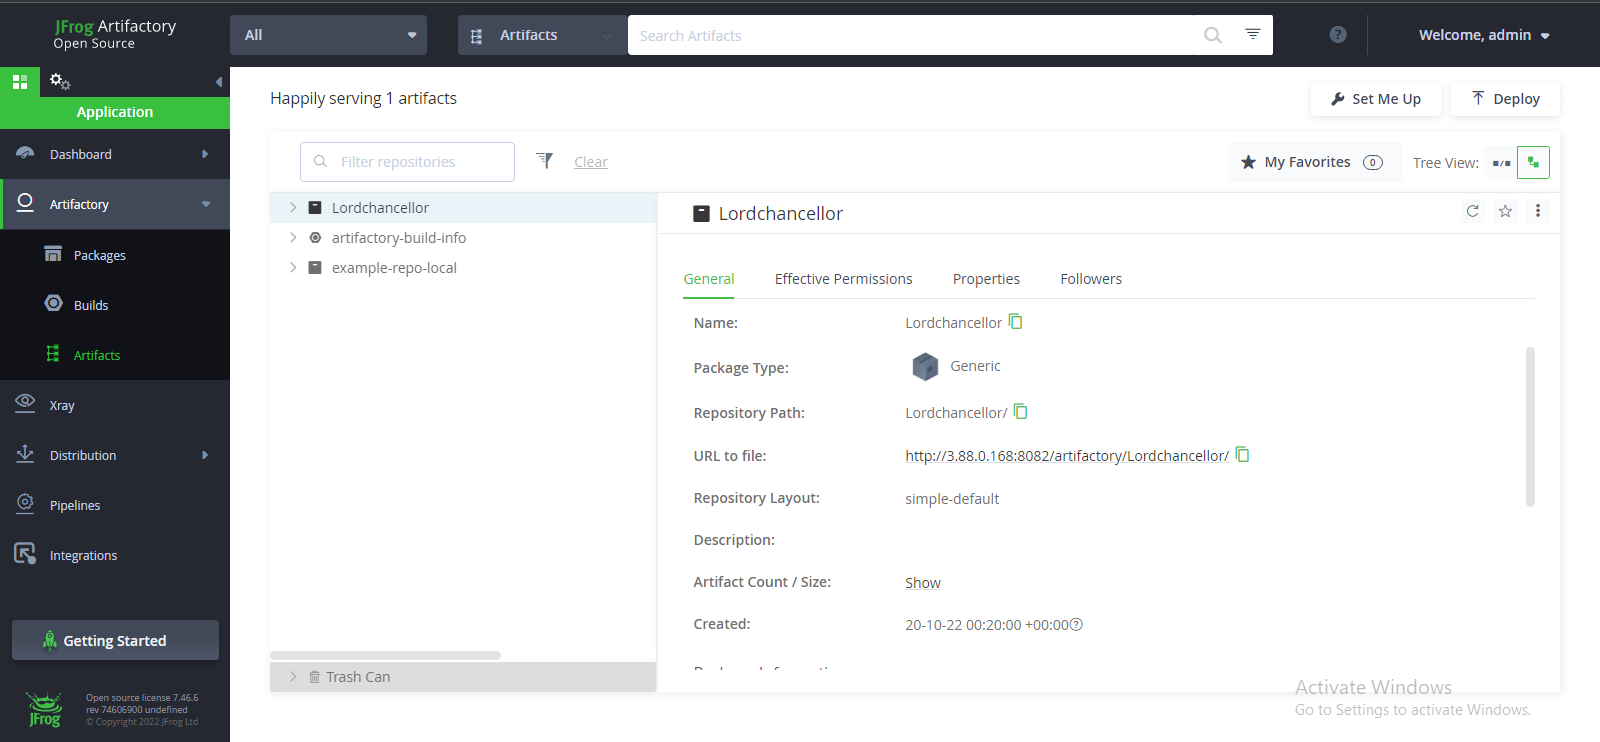 JFrog Artifactory
Open Source
All
Artifacts
Search Artifacts
?
Welcome, admin
Application
Dashboard
Artifactory
Packages
Builds
Artifacts
Xray
Distribution
Pipelines
Integrations
Getting Started
JFrog
Open source license 7.46.6
rev 74606900 undefined
© Copyright 2022 JFrog Ltd
Happily serving 1 artifacts
Set Me Up
Deploy
Filter repositories
Clear
My Favorites 0
Tree View:
Lordchancellor
artifactory-build-info
example-repo-local
Trash Can
Lordchancellor
General Effective Permissions Properties Followers
Name: Lordchancellor
Package Type: Generic
Repository Path: Lordchancellor/
URL to file: http://3.88.0.168:8082/artifactory/Lordchancellor/
Repository Layout: simple-default
Description:
Artifact Count / Size: Show
Created: 20-10-22 00:20:00 +00:00
Activate Windows
Go to Settings to activate Windows.